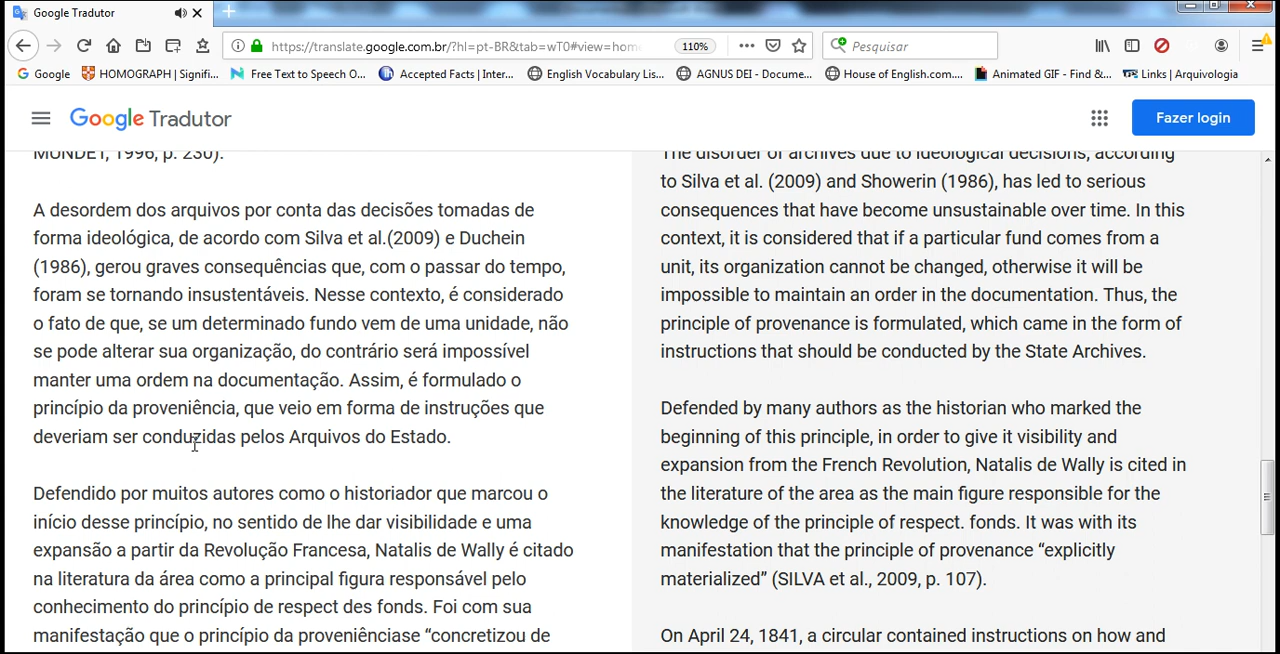 Google Tradutor
https://translate.google.com.br/?hl=pt-BR&tab=wT0#view=hom
110%
Pesquisar
Google
HOMOGRAPH | Signifi...
Free Text to Speech O...
Accepted Facts | Inter...
English Vocabulary Lis...
AGNUS DEI - Docume...
House of English.com....
Animated GIF - Find &...
Links | Arquivologia
Google Tradutor
Fazer login
MUNDET, 1996, p. 230).
A desordem dos arquivos por conta das decisões tomadas de
forma ideológica, de acordo com Silva et al.(2009) e Duchein
(1986), gerou graves consequências que, com o passar do tempo,
foram se tornando insustentáveis. Nesse contexto, é considerado
o fato de que, se um determinado fundo vem de uma unidade, não
se pode alterar sua organização, do contrário será impossível
manter uma ordem na documentação. Assim, é formulado o
princípio da proveniência, que veio em forma de instruções que
deveriam ser conduzidas pelos Arquivos do Estado.
Defendido por muitos autores como o historiador que marcou o
início desse princípio, no sentido de lhe dar visibilidade e uma
expansão a partir da Revolução Francesa, Natalis de Wally é citado
na literatura da área como a principal figura responsável pelo
conhecimento do princípio de respect des fonds. Foi com sua
manifestação que o princípio da proveniênciase “concretizou de
The disorder of archives due to ideological decisions, according
to Silva et al. (2009) and Showerin (1986), has led to serious
consequences that have become unsustainable over time. In this
context, it is considered that if a particular fund comes from a
unit, its organization cannot be changed, otherwise it will be
impossible to maintain an order in the documentation. Thus, the
principle of provenance is formulated, which came in the form of
instructions that should be conducted by the State Archives.
Defended by many authors as the historian who marked the
beginning of this principle, in order to give it visibility and
expansion from the French Revolution, Natalis de Wally is cited in
the literature of the area as the main figure responsible for the
knowledge of the principle of respect. fonds. It was with its
manifestation that the principle of provenance “explicitly
materialized” (SILVA et al., 2009, p. 107).
On April 24, 1841, a circular contained instructions on how and